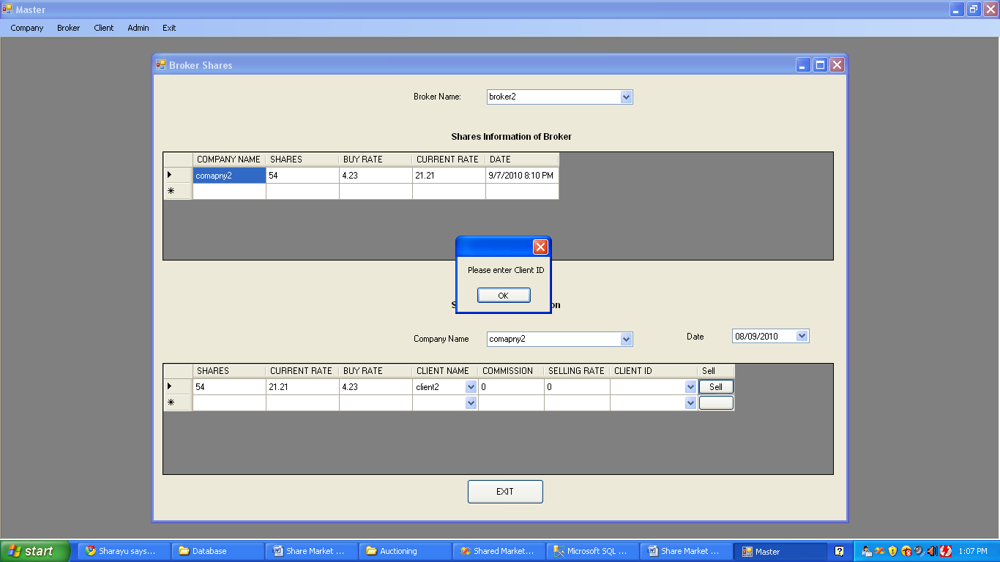 Master
Company Broker Client Admin Exit
Broker Shares
Broker Name: broker2
Shares Information of Broker
COMPANY NAME SHARES BUY RATE CURRENT RATE DATE
comapny2 54 4.23 21.21 9/7/2010 8:10 PM
Please enter Client ID
OK
Company Name comapny2 Date 08/09/2010
SHARES CURRENT RATE BUY RATE CLIENT NAME COMMISSION SELLING RATE CLIENT ID Sell
54 21.21 4.23 client2 0 0 Sell
EXIT
start Sharayu says... Database Share Market ... Auctioning Shared Market... Microsoft SQL ... Share Market ... Master 1:07 PM